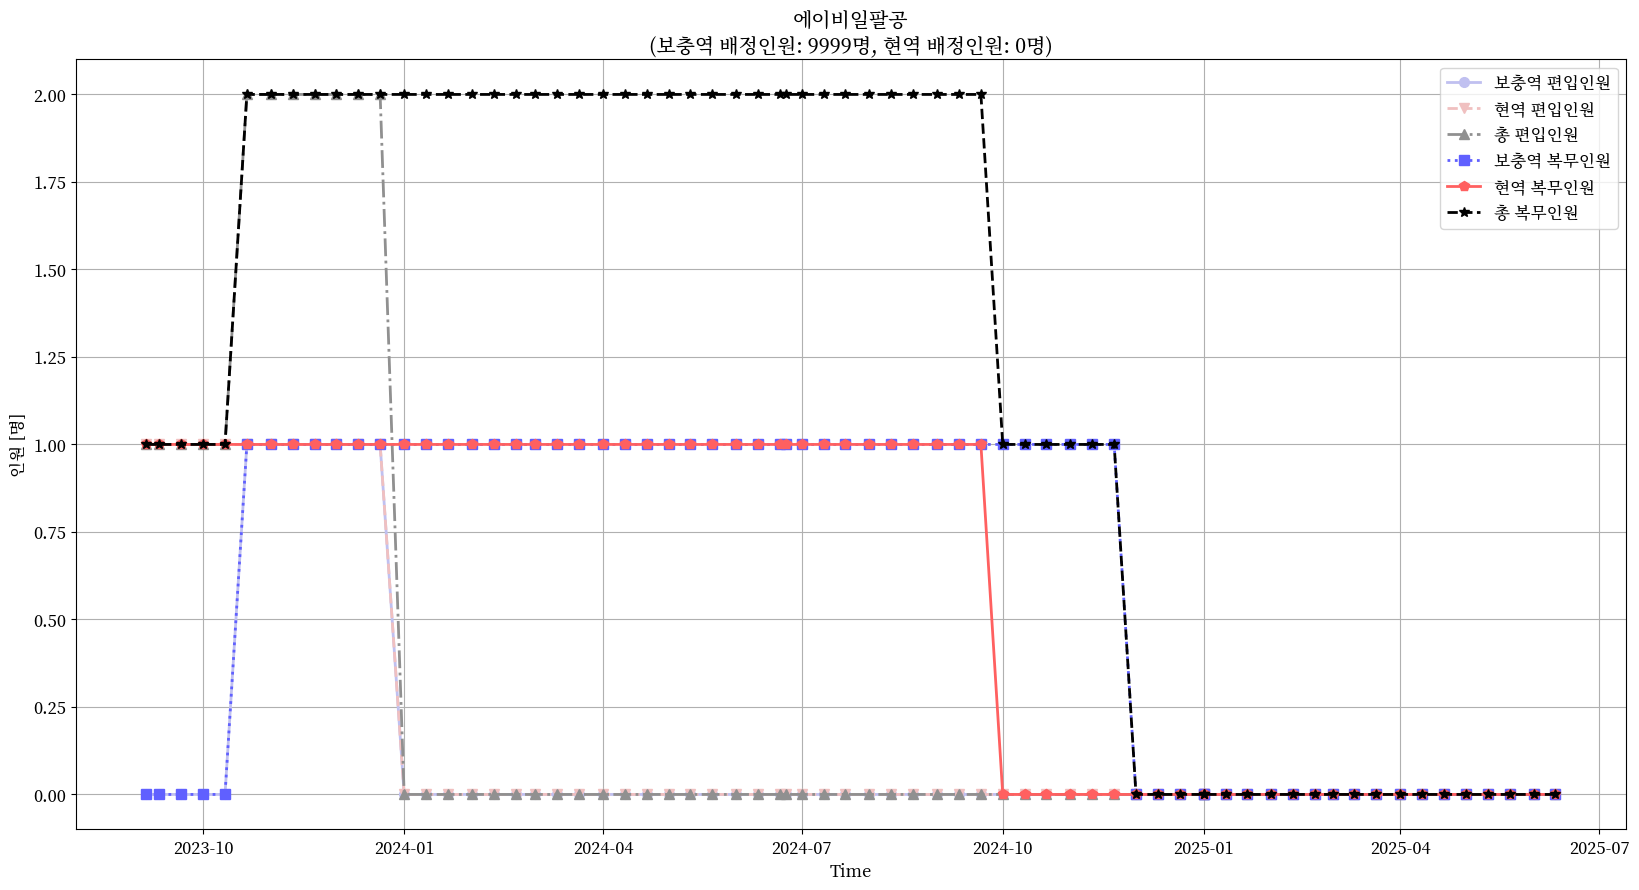 에이비일팔공
(보충역 배정인원: 9999명, 현역 배정인원: 0명)
보충역 편입인원
현역 편입인원
총 편입인원
보충역 복무인원
현역 복무인원
총 복무인원
인원 [명]
2.00
1.75
1.50
1.25
1.00
0.75
0.50
0.25
0.00
2023-10
2024-01
2024-04
2024-07
2024-10
2025-01
2025-04
2025-07
Time